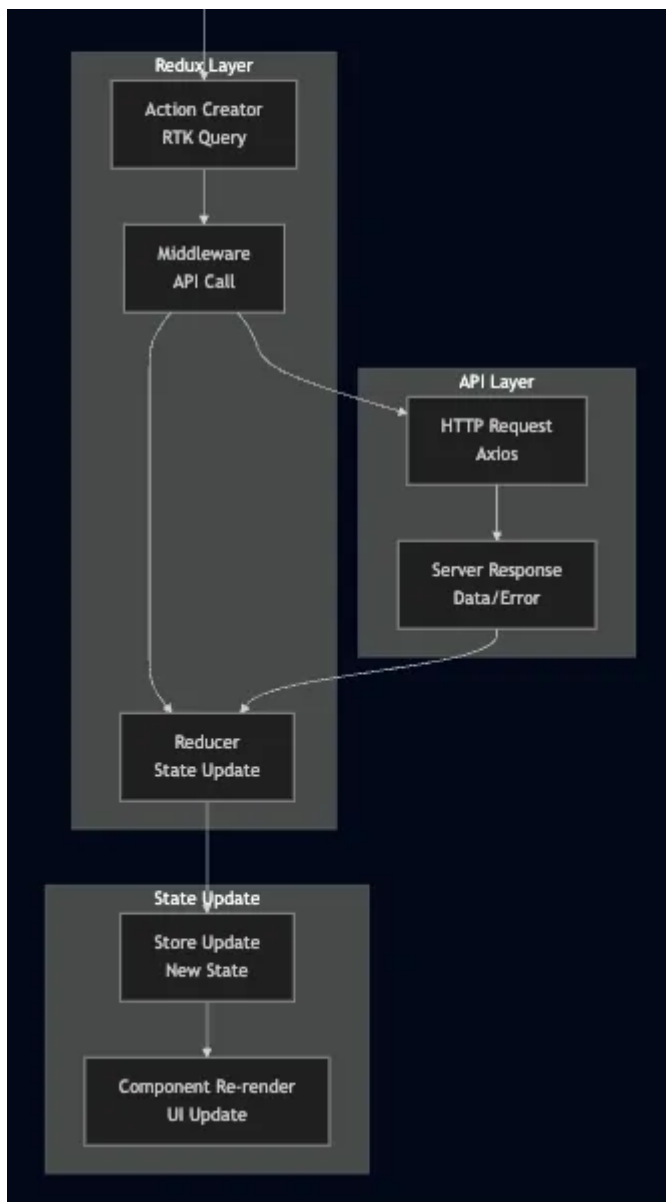 Redux Layer
Action Creator
RTK Query
Middleware
API Call
API Layer
HTTP Request
Axios
Server Response
Data/Error
Reducer
State Update
State Update
Store Update
New State
Component Re-render
UI Update